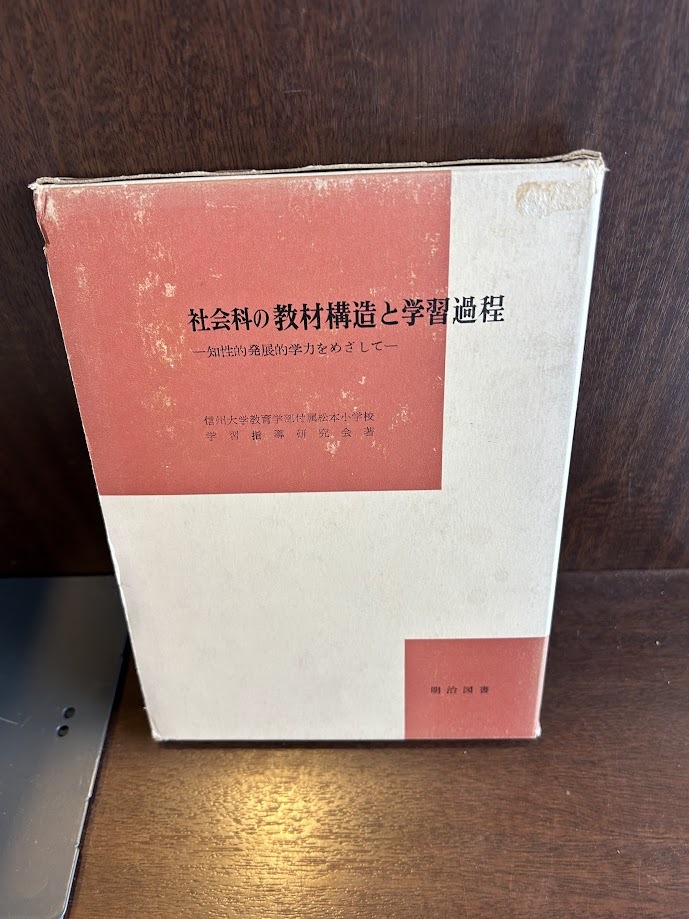 社会科の教材構造と学習過程
―知性的発展的学力をめざして―
信州大学教育学部付属松本小学校
学習指導研究会著
明治図書